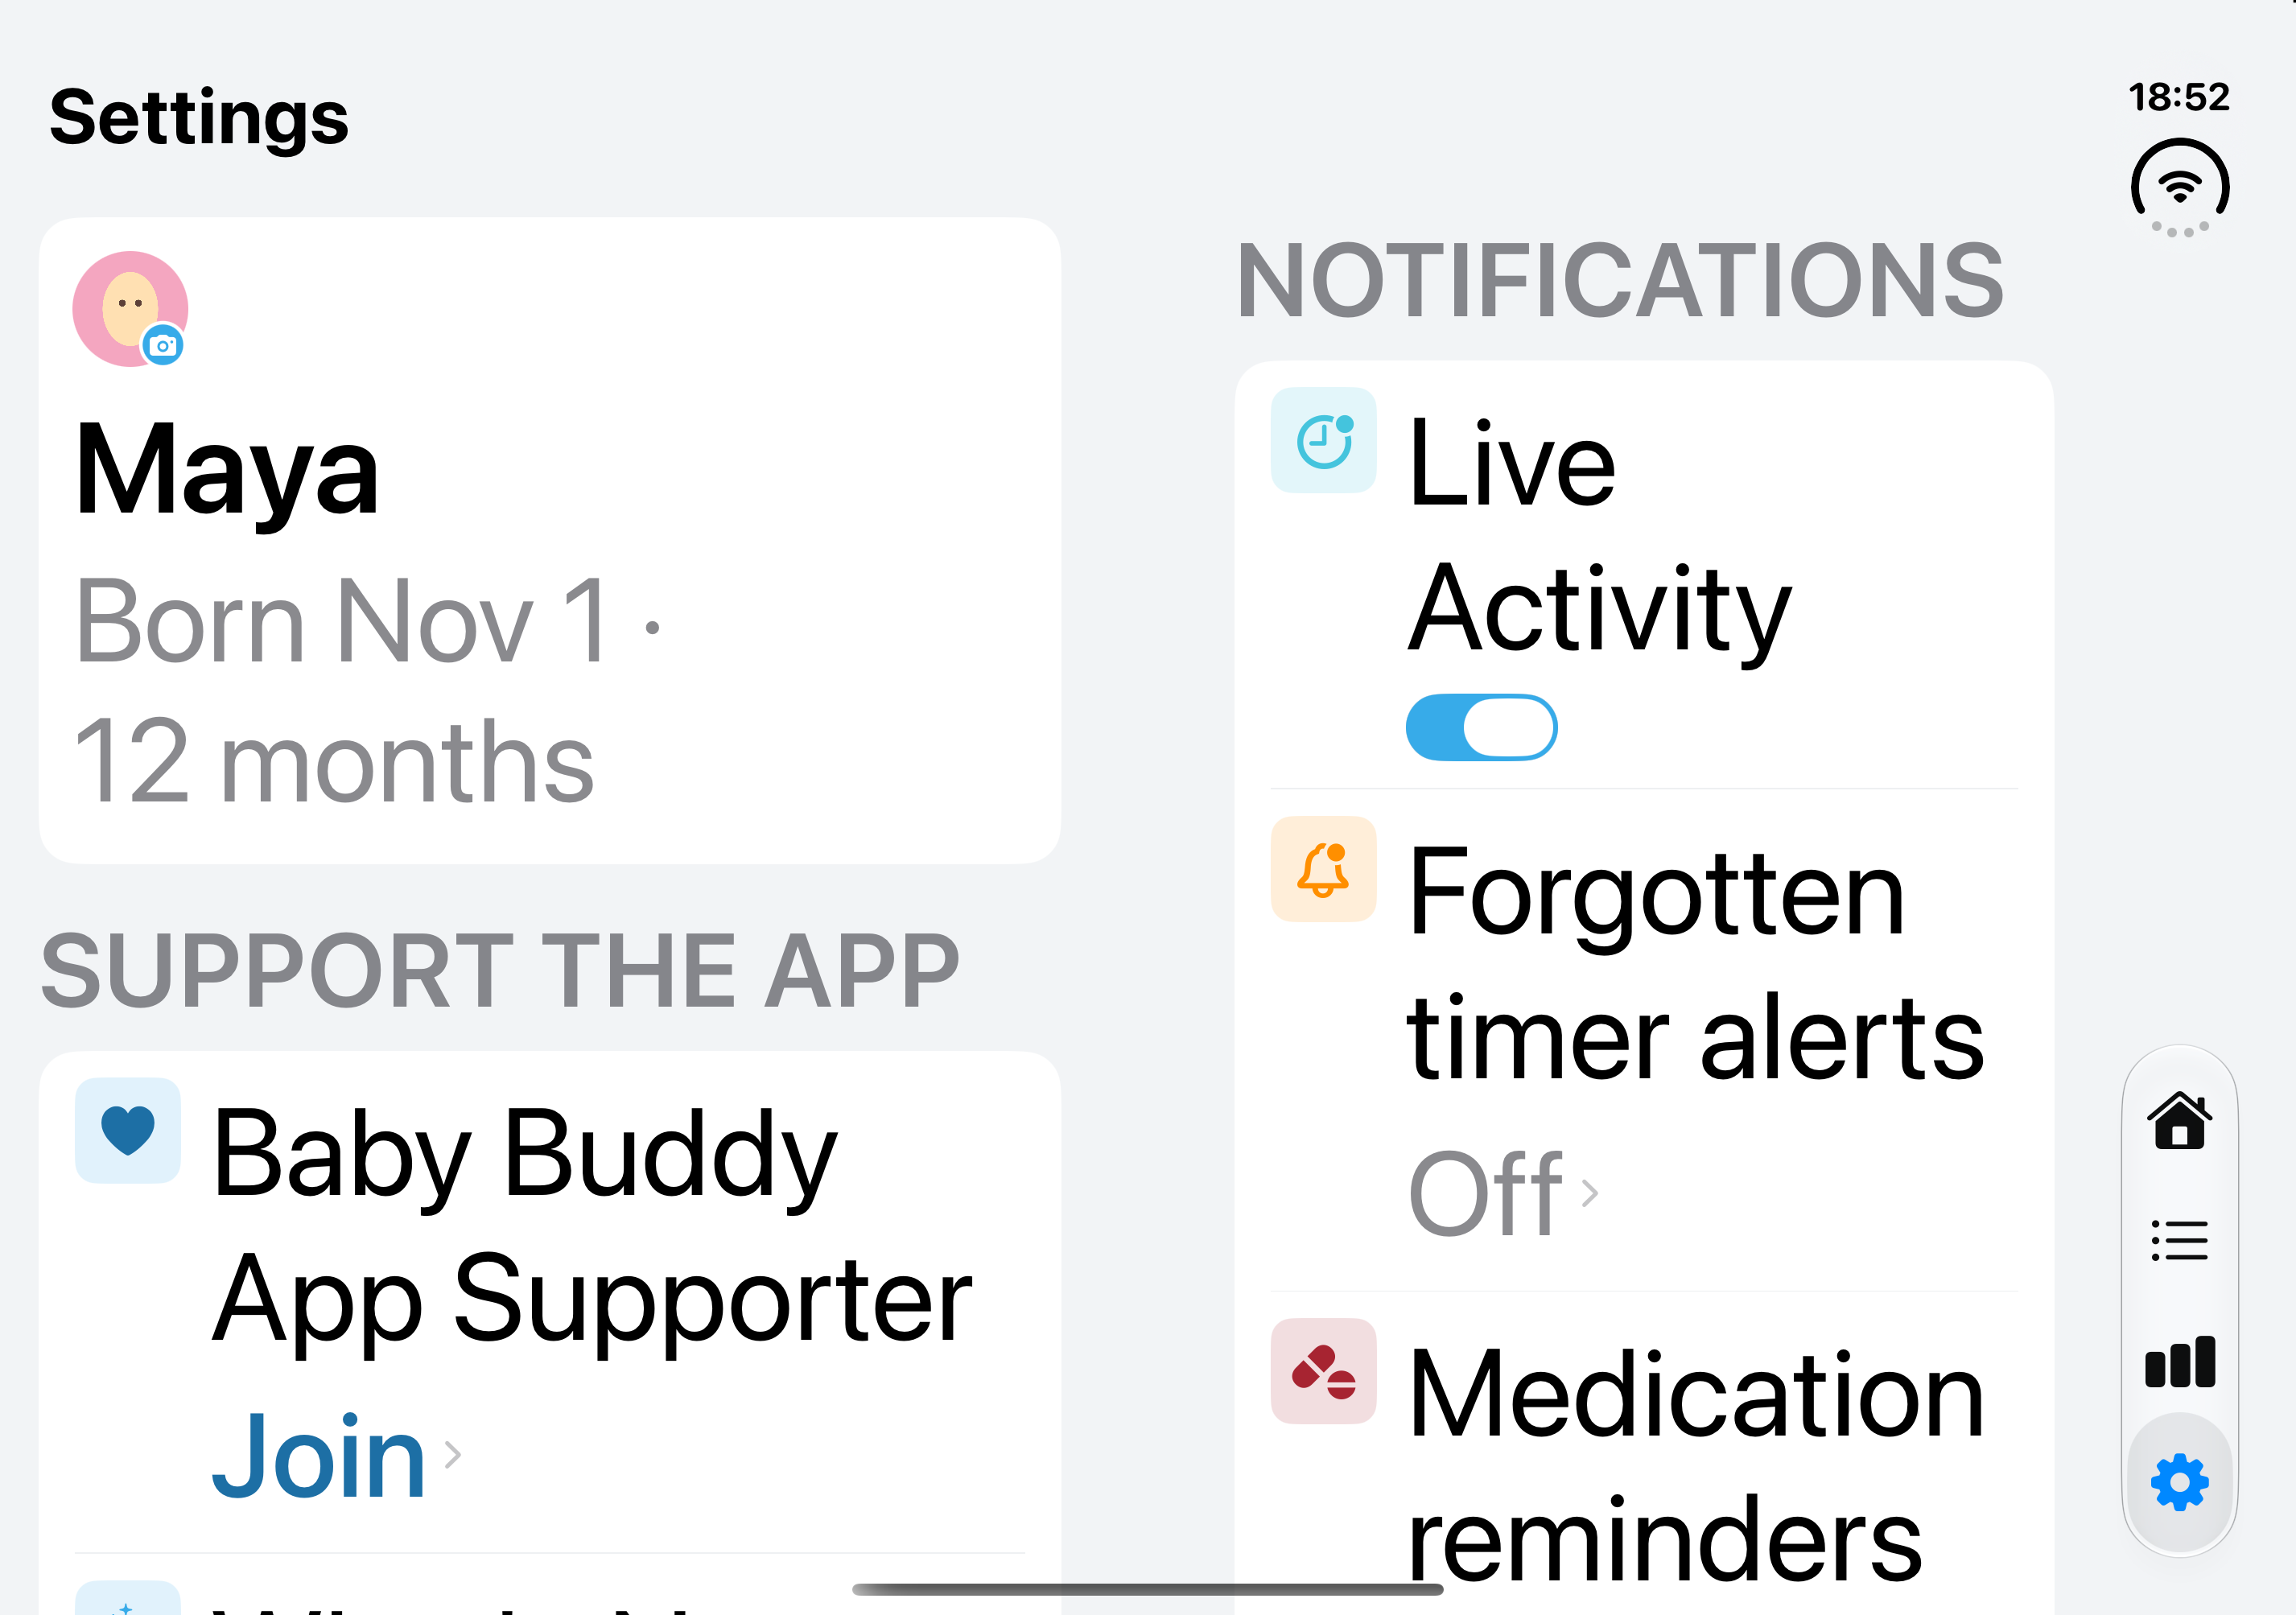 Settings
18:52
Maya
Born Nov 1 ·
12 months
SUPPORT THE APP
Baby Buddy
App Supporter
Join
NOTIFICATIONS
Live
Activity
Forgotten
timer alerts
Off
Medication
reminders